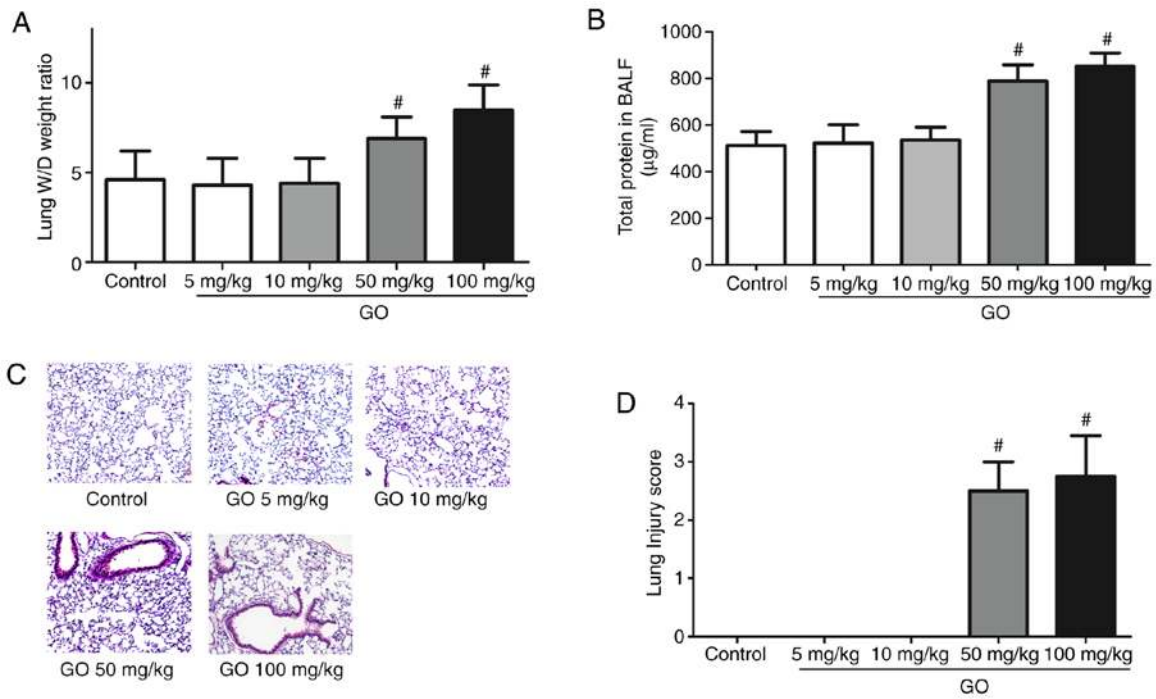 A
Lung W/D weight ratio
10
5
0
#
#
Control
5 mg/kg
10 mg/kg
50 mg/kg
100 mg/kg
GO
B
Total protein in BALF
(µg/ml)
1000
800
600
400
200
0
#
#
Control
5 mg/kg
10 mg/kg
50 mg/kg
100 mg/kg
GO
C
Control
GO 5 mg/kg
GO 10 mg/kg
GO 50 mg/kg
GO 100 mg/kg
D
Lung Injury score
4
3
2
1
0
#
#
Control
5 mg/kg
10 mg/kg
50 mg/kg
100 mg/kg
GO